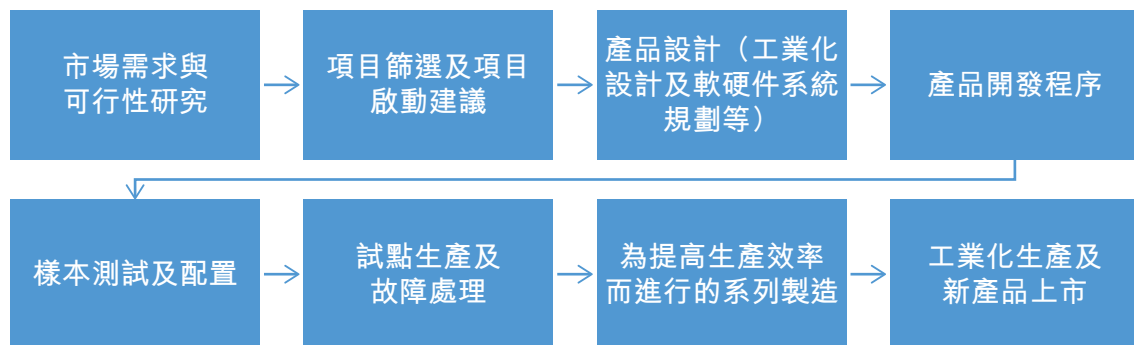 市場需求與
可行性研究
項目篩選及項目
啟動建議
產品設計（工業化
設計及軟硬件系統
規劃等）
產品開發程序
樣本測試及配置
試點生產及
故障處理
為提高生產效率
而進行的系列製造
工業化生產及
新產品上市